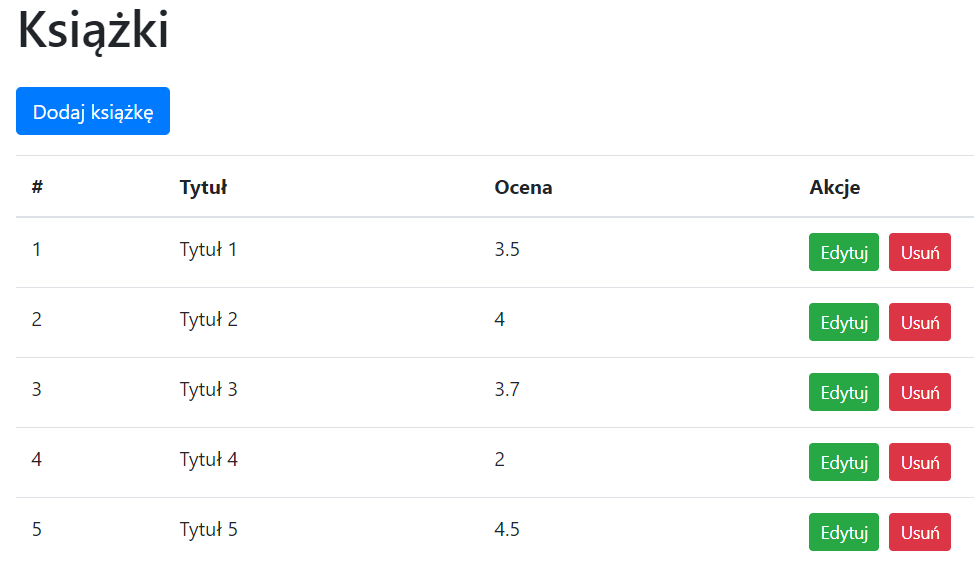 Książki
Dodaj książkę
# Tytuł Ocena Akcje
1 Tytuł 1 3.5 Edytuj Usuń
2 Tytuł 2 4 Edytuj Usuń
3 Tytuł 3 3.7 Edytuj Usuń
4 Tytuł 4 2 Edytuj Usuń
5 Tytuł 5 4.5 Edytuj Usuń